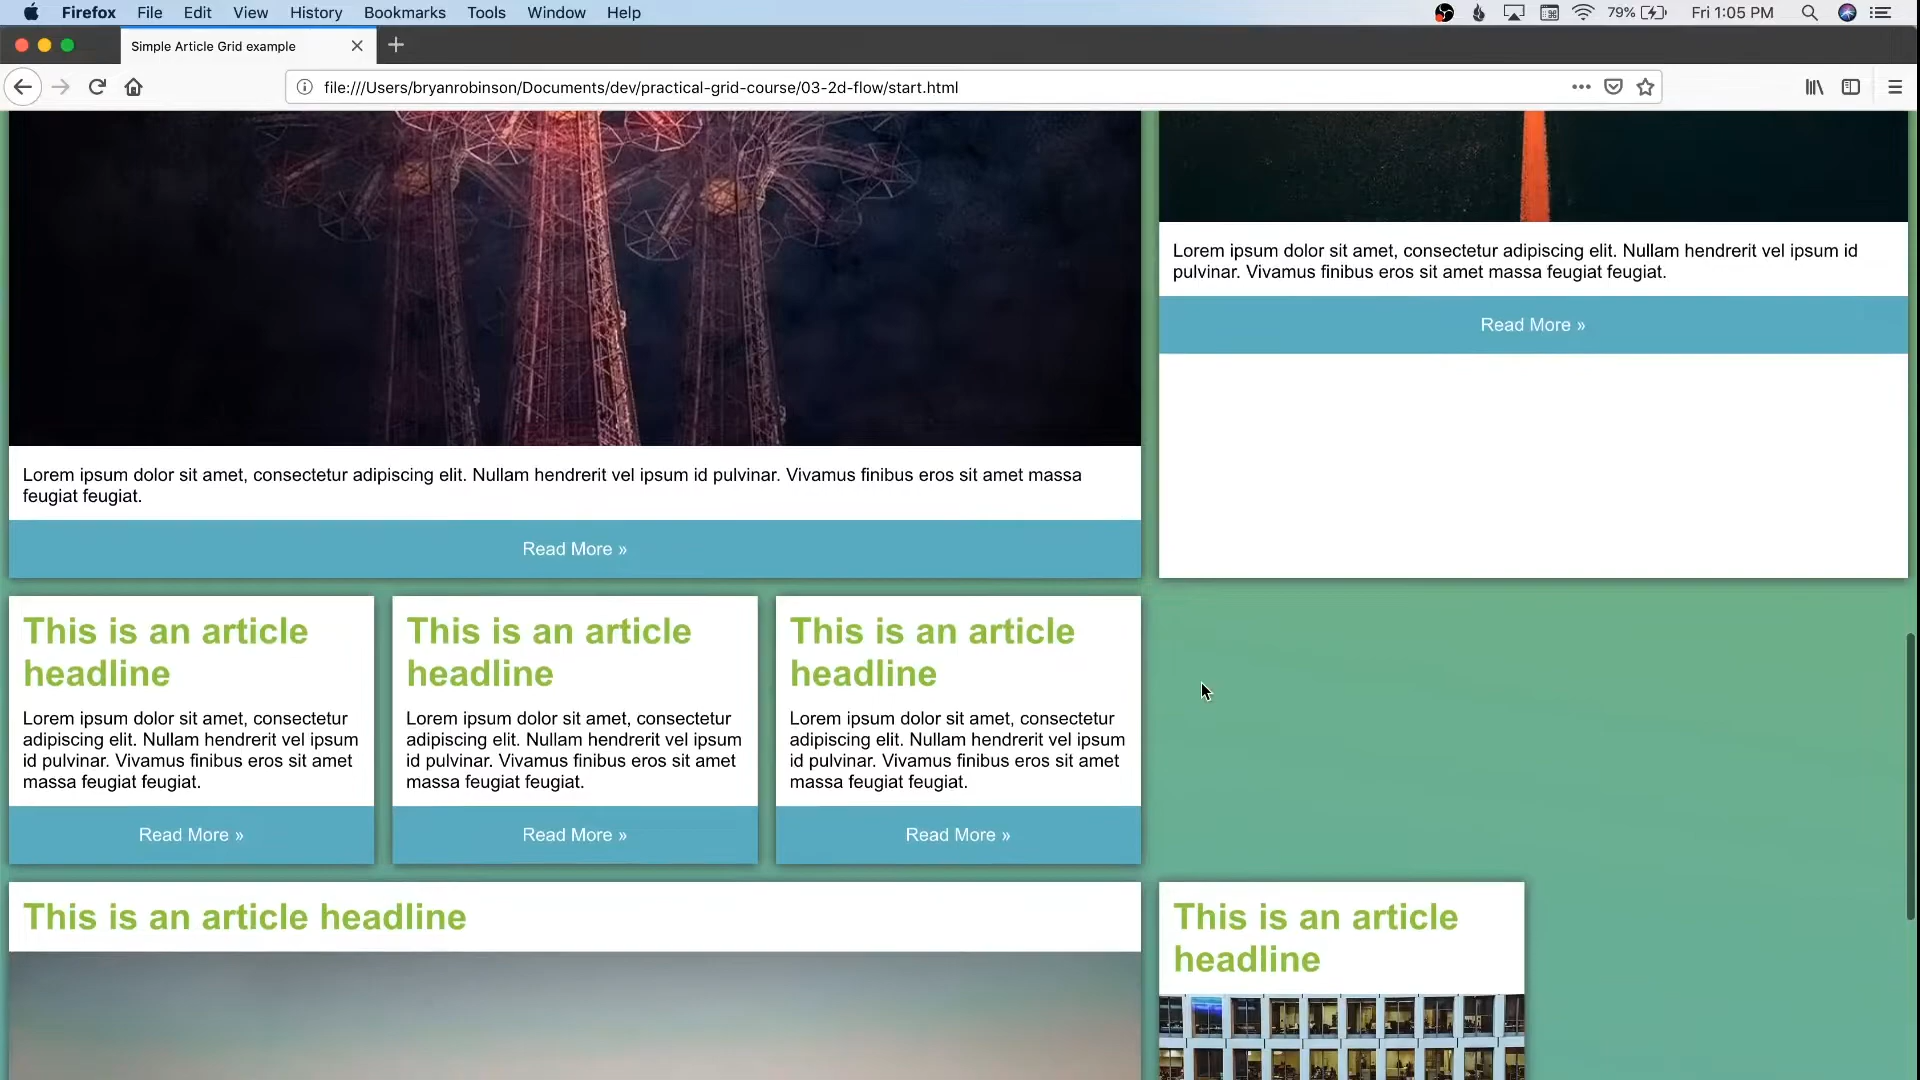 Firefox File Edit View History Bookmarks Tools Window Help 79% Fri 1:05 PM
Simple Article Grid example
file:///Users/bryanrobinson/Documents/dev/practical-grid-course/03-2d-flow/start.html
Lorem ipsum dolor sit amet, consectetur adipiscing elit. Nullam hendrerit vel ipsum id
pulvinar. Vivamus finibus eros sit amet massa feugiat feugiat.
Read More »
Lorem ipsum dolor sit amet, consectetur adipiscing elit. Nullam hendrerit vel ipsum id pulvinar. Vivamus finibus eros sit amet massa
feugiat feugiat.
Read More »
This is an article
headline
Lorem ipsum dolor sit amet, consectetur
adipiscing elit. Nullam hendrerit vel ipsum
id pulvinar. Vivamus finibus eros sit amet
massa feugiat feugiat.
Read More »
This is an article
headline
Lorem ipsum dolor sit amet, consectetur
adipiscing elit. Nullam hendrerit vel ipsum
id pulvinar. Vivamus finibus eros sit amet
massa feugiat feugiat.
Read More »
This is an article
headline
Lorem ipsum dolor sit amet, consectetur
adipiscing elit. Nullam hendrerit vel ipsum
id pulvinar. Vivamus finibus eros sit amet
massa feugiat feugiat.
Read More »
This is an article headline
This is an article
headline